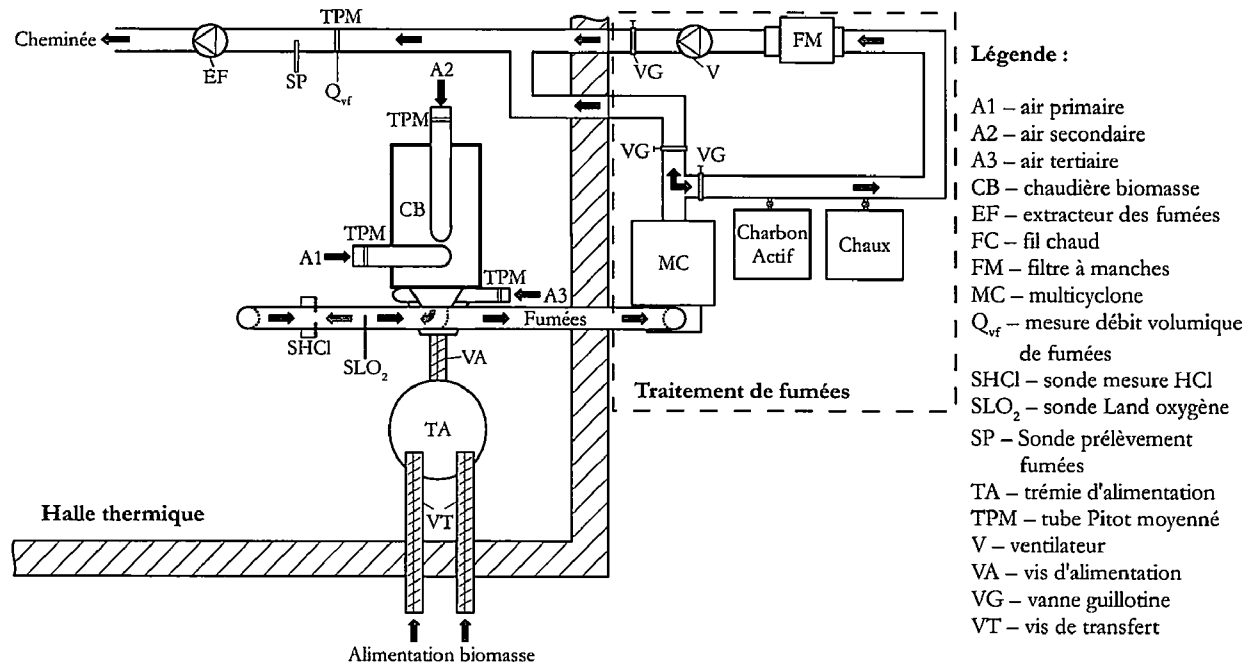 TPM
Cheminée
EF
SP
Q_vf
A2
TPM
VG
V
FM
CB
TPM
A1
TPM
A3
VG
VG
MC
Charbon
Actif
Chaux
SHCl
SLO₂
Fumées
VA
Traitement de fumées
TA
VT
Halle thermique
Alimentation biomasse
Légende :
A1 – air primaire
A2 – air secondaire
A3 – air tertiaire
CB – chaudière biomasse
EF – extracteur des fumées
FC – fil chaud
FM – filtre à manches
MC – multicyclone
Q_vf – mesure débit volumique
de fumées
SHCl – sonde mesure HCl
SLO₂ – sonde Land oxygène
SP – Sonde prélèvement
fumées
TA – trémie d'alimentation
TPM – tube Pitot moyenné
V – ventilateur
VA – vis d'alimentation
VG – vanne guillotine
VT – vis de transfert